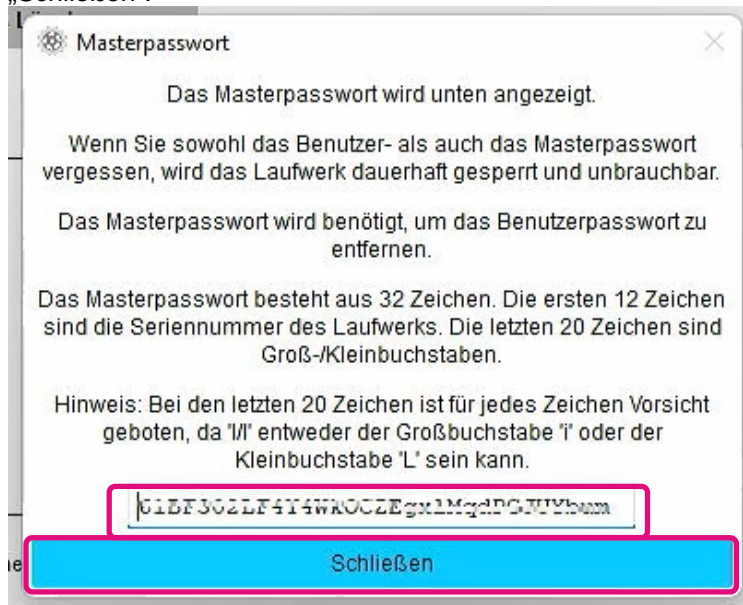 „Schließen“.
Masterpasswort
Das Masterpasswort wird unten angezeigt.
Wenn Sie sowohl das Benutzer- als auch das Masterpasswort
vergessen, wird das Laufwerk dauerhaft gesperrt und unbrauchbar.
Das Masterpasswort wird benötigt, um das Benutzerpasswort zu
entfernen.
Das Masterpasswort besteht aus 32 Zeichen. Die ersten 12 Zeichen
sind die Seriennummer des Laufwerks. Die letzten 20 Zeichen sind
Groß-/Kleinbuchstaben.
Hinweis: Bei den letzten 20 Zeichen ist für jedes Zeichen Vorsicht
geboten, da 'I/l' entweder der Großbuchstabe 'i' oder der
Kleinbuchstabe 'L' sein kann.
Schließen